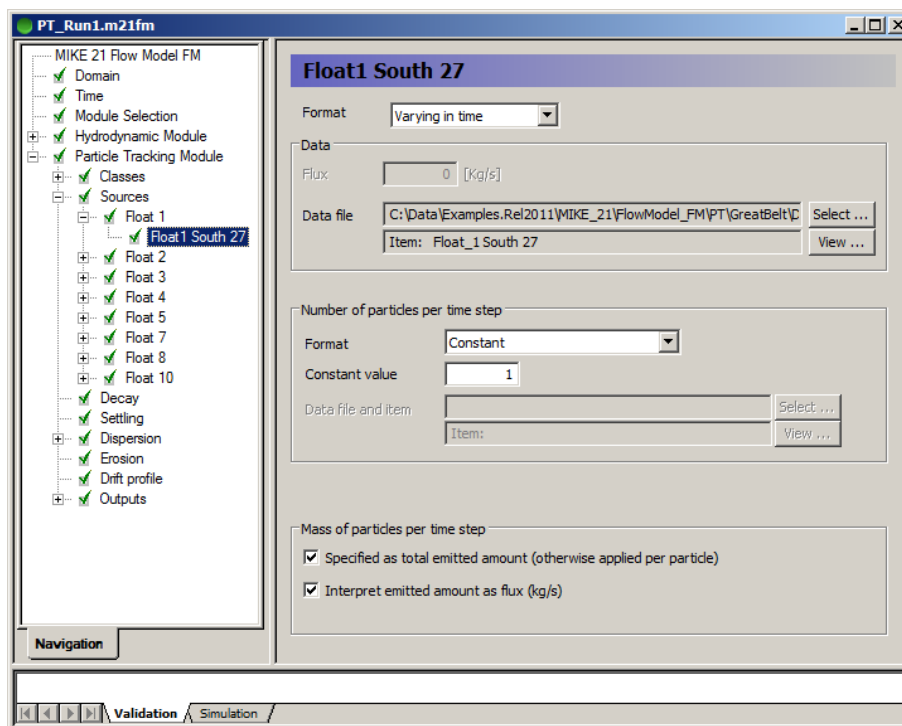 PT_Run1.m21fm
MIKE 21 Flow Model FM
Domain
Time
Module Selection
Hydrodynamic Module
Particle Tracking Module
Classes
Sources
Float 1
Float1 South 27
Float 2
Float 3
Float 4
Float 5
Float 7
Float 8
Float 10
Decay
Settling
Dispersion
Erosion
Drift profile
Outputs
Navigation
Float1 South 27
Format Varying in time
Data
Flux 0 [Kg/s]
Data file C:\Data\Examples.Rel2011\MIKE_21\FlowModel_FM\PT\GreatBelt\D Select ...
Item: Float_1 South 27 View ...
Number of particles per time step
Format Constant
Constant value 1
Data file and item Select ...
Item: View ...
Mass of particles per time step
Specified as total emitted amount (otherwise applied per particle)
Interpret emitted amount as flux (kg/s)
Validation Simulation